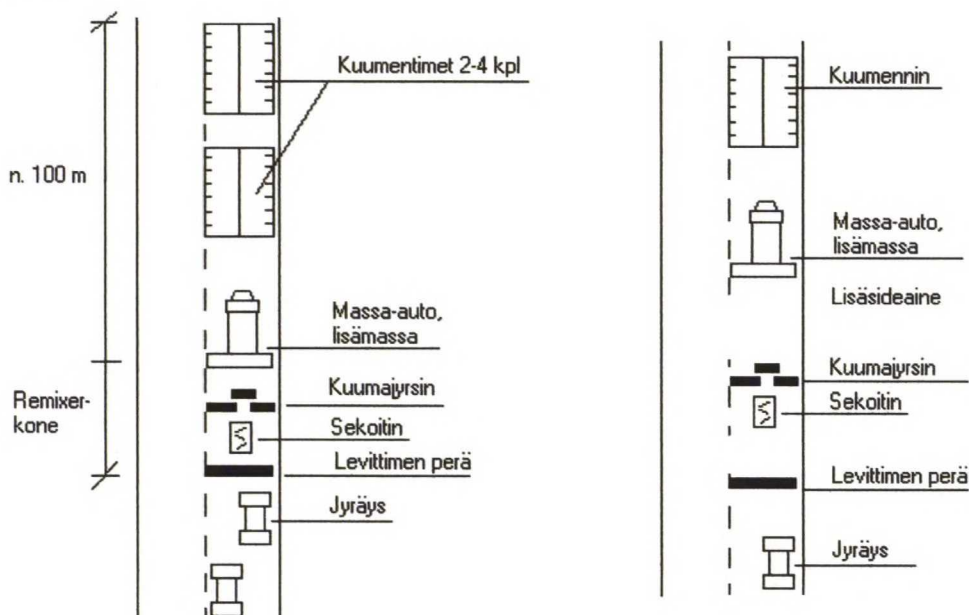 Kuumentimet 2-4 kpl
n. 100 m
Massa-auto,
lisämassa
Remixer-
kone
Kuumajyrsin
Sekoitin
Levittimen perä
Jyräys
Kuumennin
Massa-auto,
lisämassa
Lisäsideaine
Kuumajyrsin
Sekoitin
Levittimen perä
Jyräys